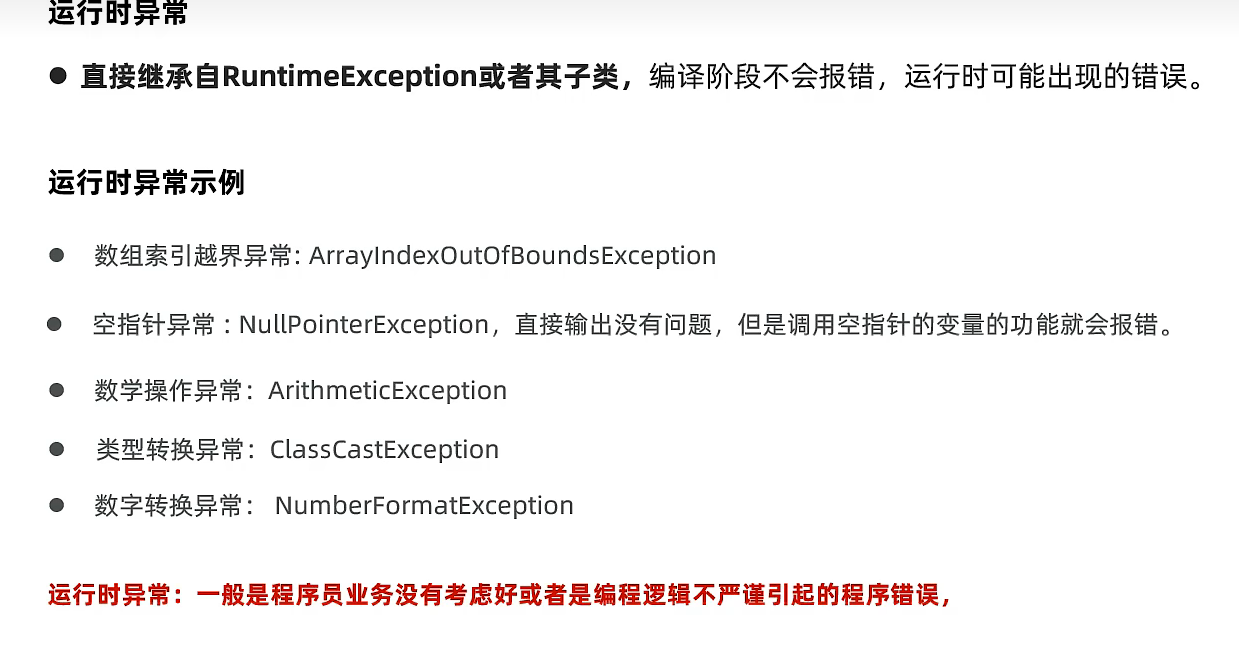 运行时异常
● 直接继承自RuntimeException或者其子类，编译阶段不会报错，运行时可能出现的错误。
运行时异常示例
● 数组索引越界异常: ArrayIndexOutOfBoundsException
● 空指针异常 : NullPointerException，直接输出没有问题，但是调用空指针的变量的功能就会报错。
● 数学操作异常：ArithmeticException
● 类型转换异常：ClassCastException
● 数字转换异常： NumberFormatException
运行时异常：一般是程序员业务没有考虑好或者是编程逻辑不严谨引起的程序错误，